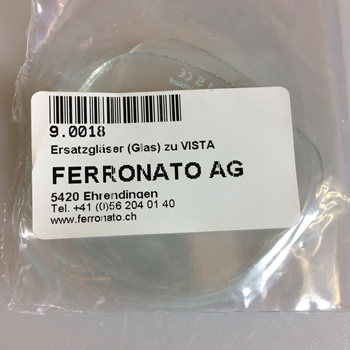 9.0018
Ersatzgläser (Glas) zu VISTA
FERRONATO AG
5420 Ehrendingen
Tel. +41 (0)56 204 01 40
www.ferronato.ch